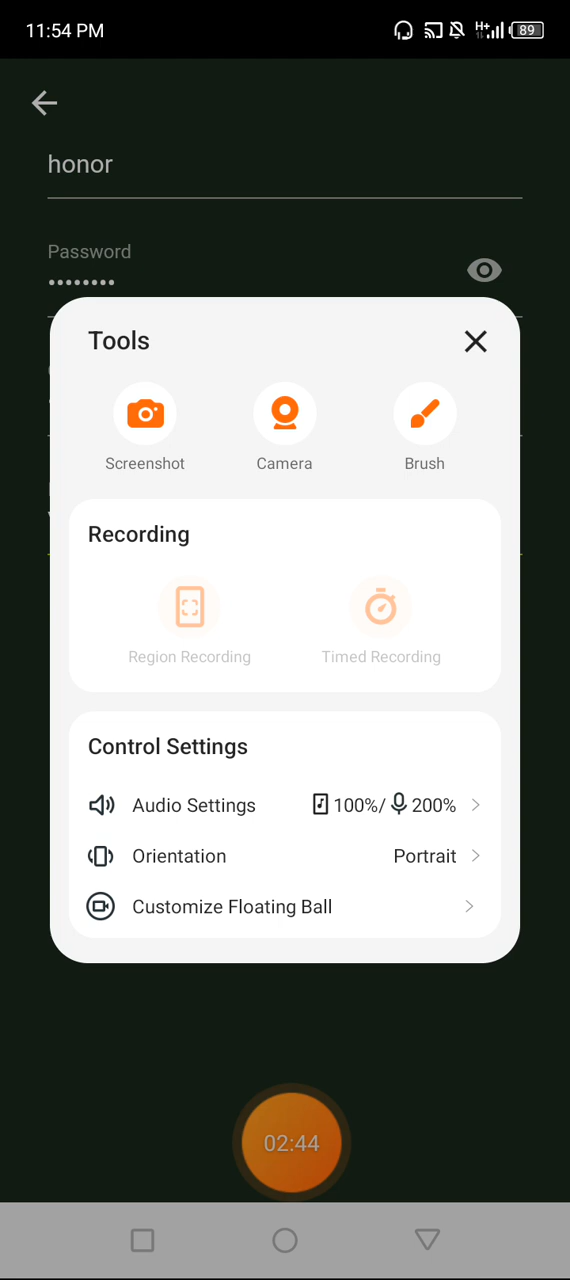 11:54 PM H+ 89
honor
Password
••••••••
Tools
Screenshot Camera Brush
Recording
Region Recording Timed Recording
Control Settings
Audio Settings 100%/ 200%
Orientation Portrait
Customize Floating Ball
02:44